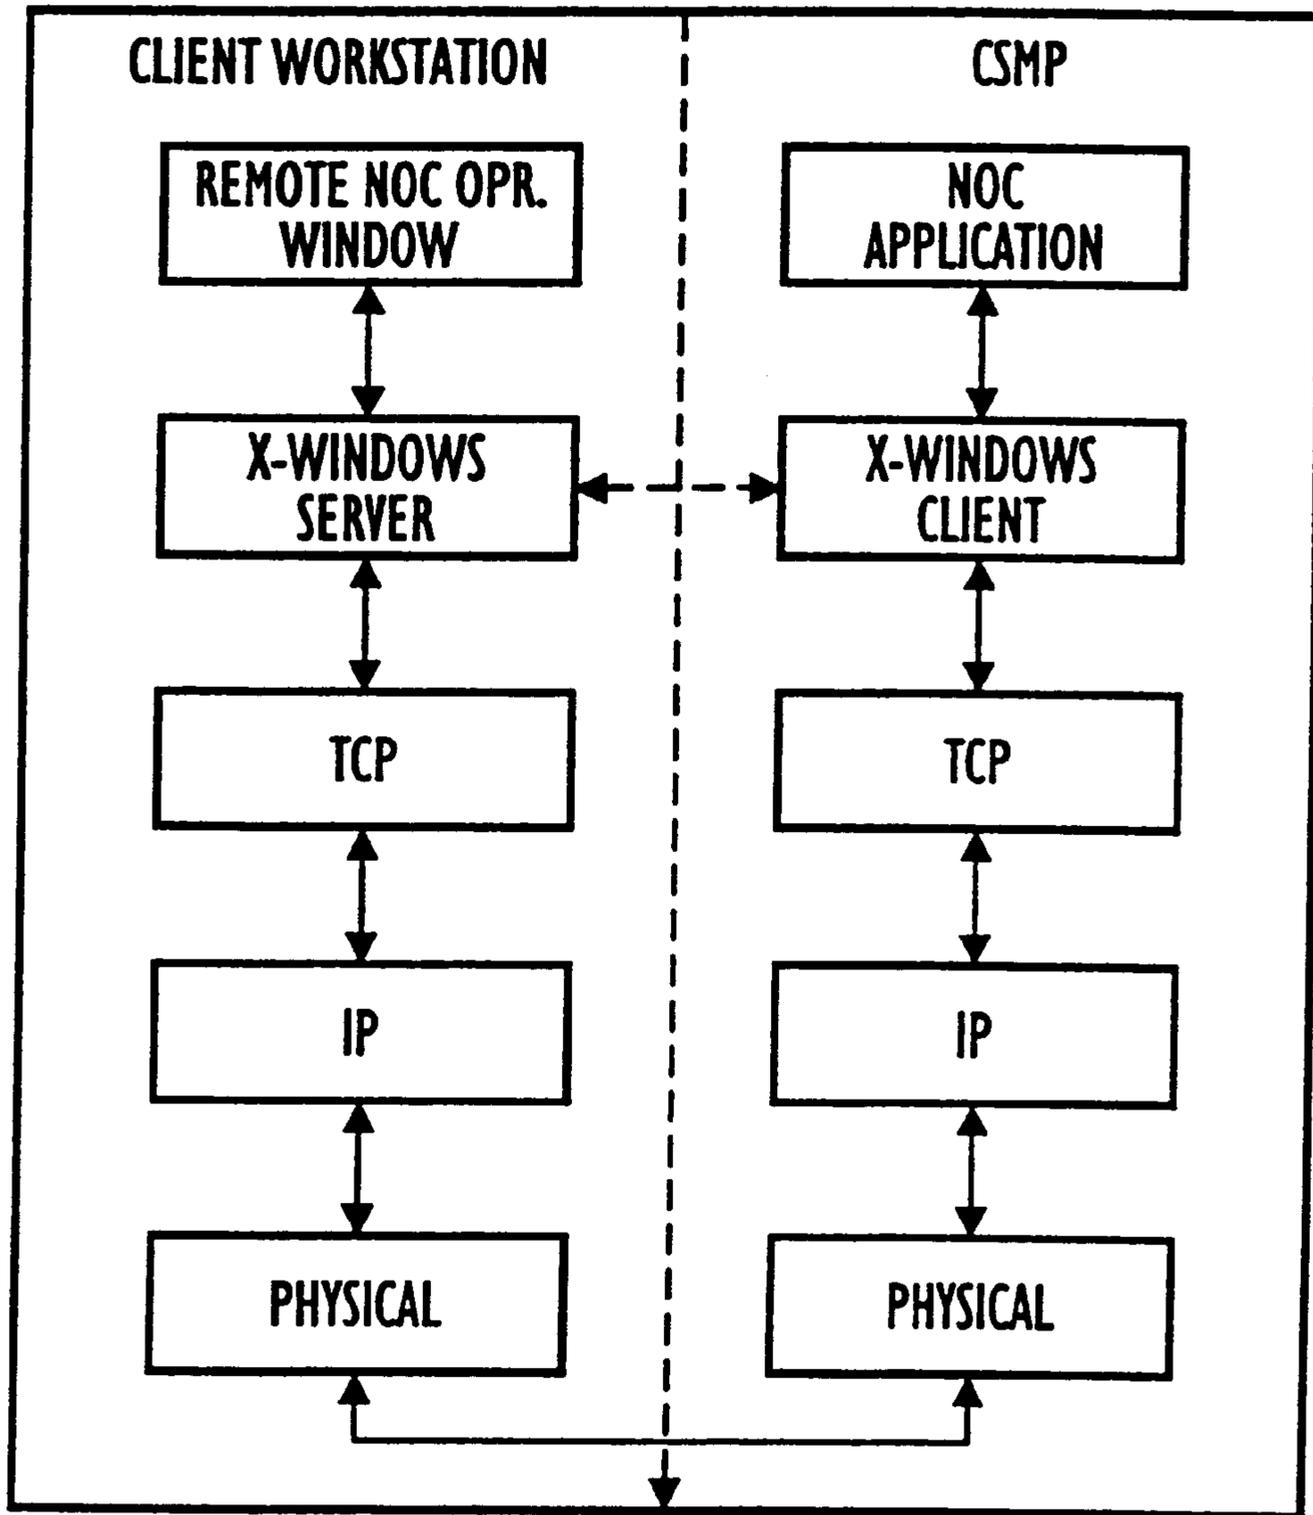 CLIENT WORKSTATION
CSMP
REMOTE NOC OPR.
WINDOW
NOC
APPLICATION
X-WINDOWS
SERVER
X-WINDOWS
CLIENT
TCP
TCP
IP
IP
PHYSICAL
PHYSICAL